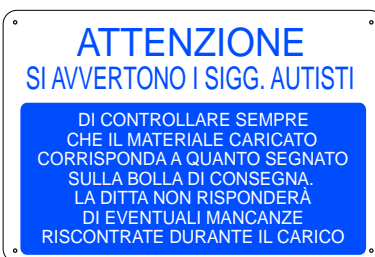 ATTENZIONE
SI AVVERTONO I SIGG. AUTISTI
DI CONTROLLARE SEMPRE
CHE IL MATERIALE CARICATO
CORRISPONDA A QUANTO SEGNATO
SULLA BOLLA DI CONSEGNA.
LA DITTA NON RISPONDERÀ
DI EVENTUALI MANCANZE
RISCONTRATE DURANTE IL CARICO